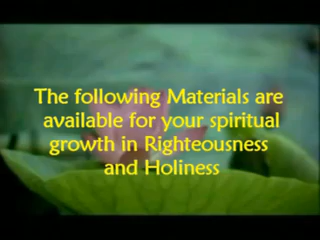 The following Materials are
available for your spiritual
growth in Righteousness
and Holiness